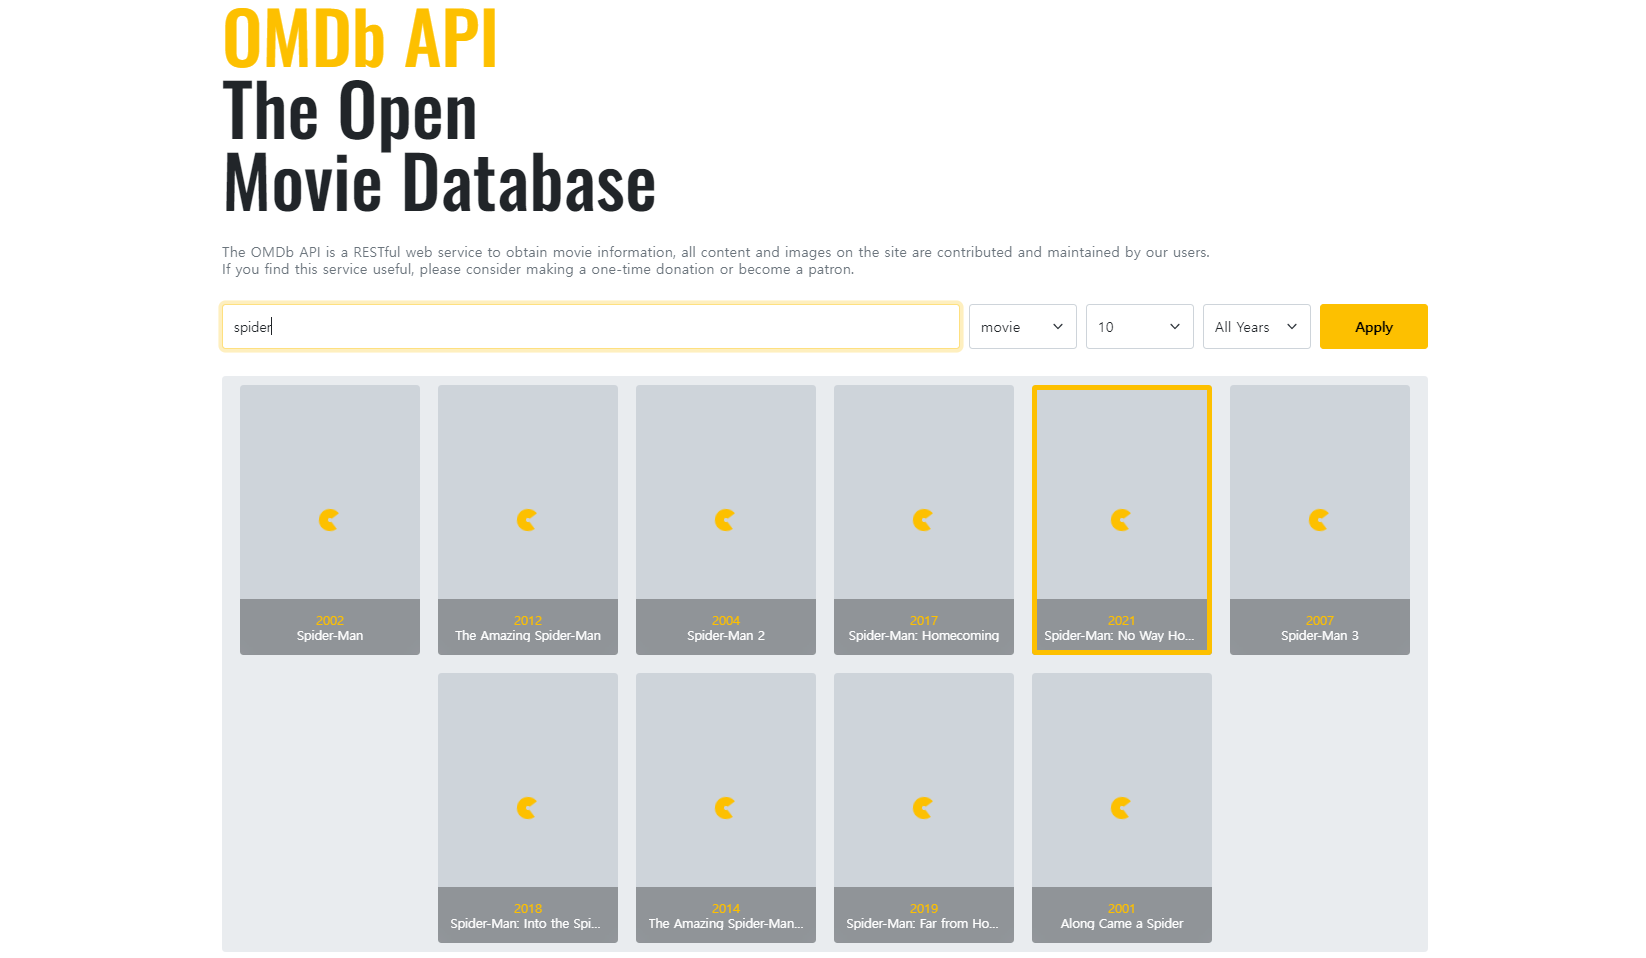 OMDb API
The Open
Movie Database
The OMDb API is a RESTful web service to obtain movie information, all content and images on the site are contributed and maintained by our users.
If you find this service useful, please consider making a one-time donation or become a patron.
spider
movie
10
All Years
Apply
2002
Spider-Man
2012
The Amazing Spider-Man
2004
Spider-Man 2
2017
Spider-Man: Homecoming
2021
Spider-Man: No Way Ho...
2007
Spider-Man 3
2018
Spider-Man: Into the Spi...
2014
The Amazing Spider-Man...
2019
Spider-Man: Far from Ho...
2001
Along Came a Spider